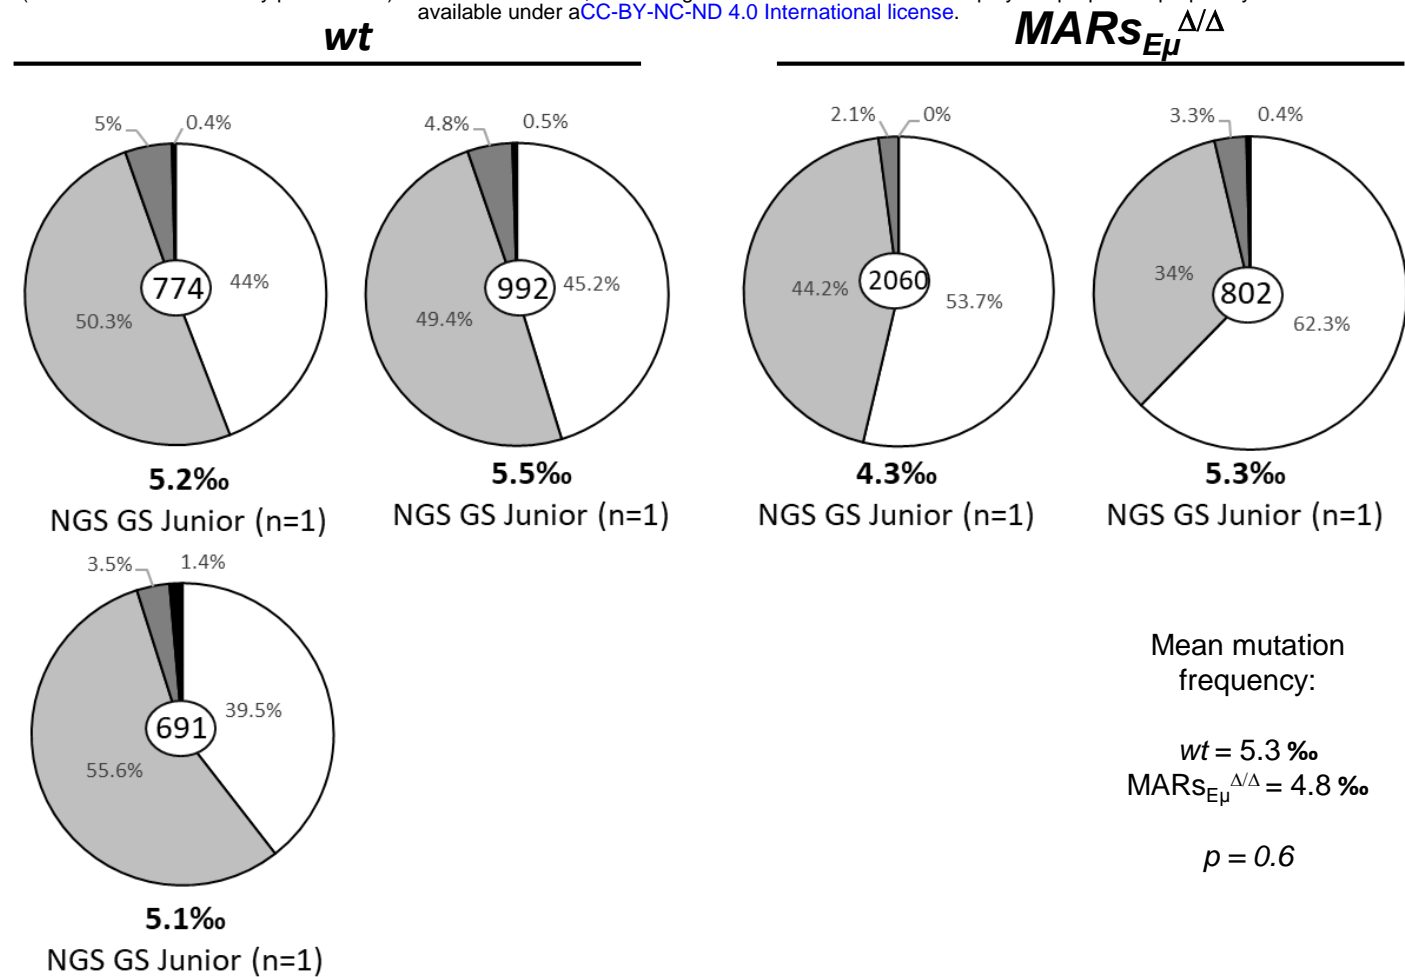 available under aCC-BY-NC-ND 4.0 International license.
wt
MARsEμΔ/Δ
5%
0.4%
44%
50.3%
774
5.2‰
NGS GS Junior (n=1)
4.8%
0.5%
45.2%
49.4%
992
5.5‰
NGS GS Junior (n=1)
2.1%
0%
44.2%
2060
53.7%
4.3‰
NGS GS Junior (n=1)
3.3%
0.4%
34%
802
62.3%
5.3‰
NGS GS Junior (n=1)
3.5%
1.4%
39.5%
55.6%
691
5.1‰
NGS GS Junior (n=1)
Mean mutation
frequency:
wt = 5.3 ‰
MARsEμΔ/Δ = 4.8 ‰
p = 0.6